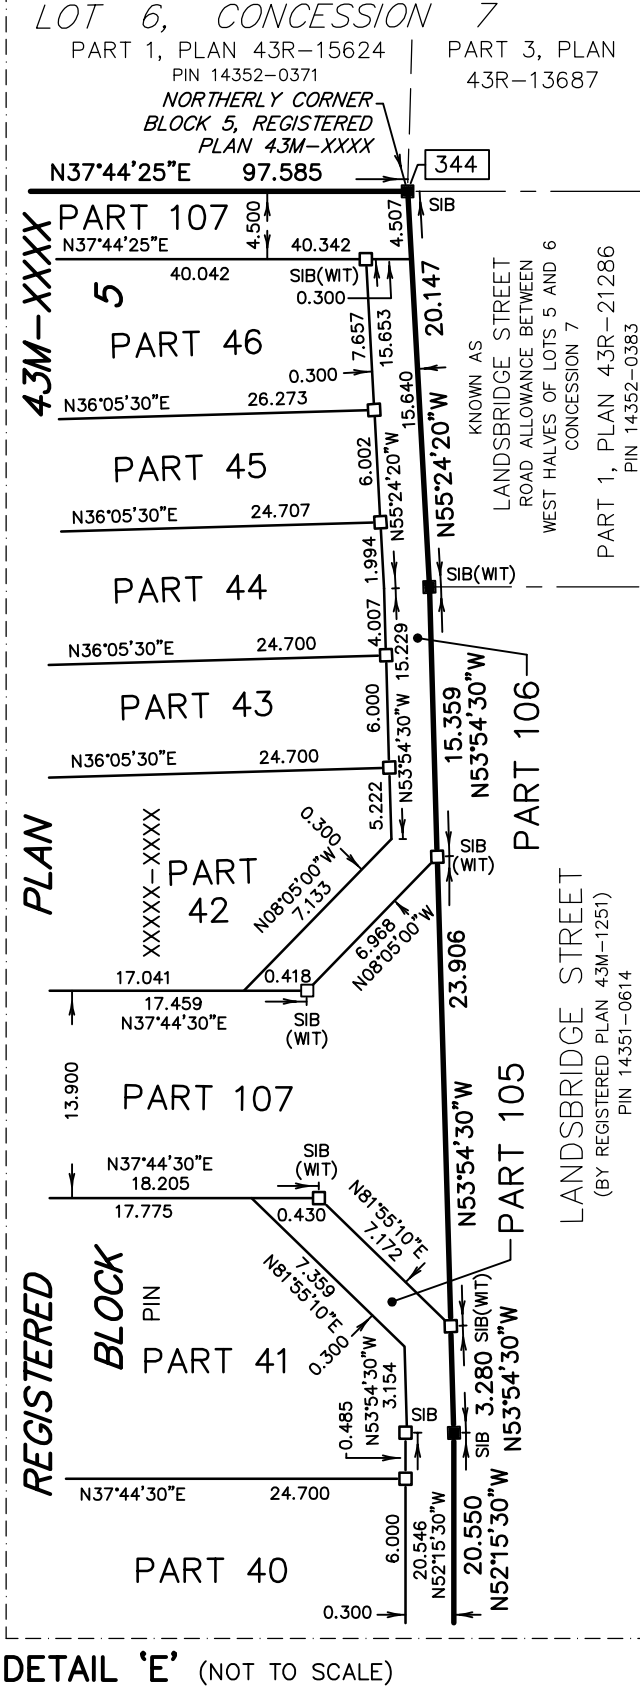 LOT 6, CONCESSION 7
PART 1, PLAN 43R-15624
PIN 14352-0371
PART 3, PLAN
43R-13687
NORTHERLY CORNER
BLOCK 5, REGISTERED
PLAN 43M-XXXX
N37°44'25"E 97.585
344
SIB
PART 107
4.500
4.507
N37°44'25"E
40.342
40.042
SIB(WIT)
0.300
43M-XXXX
5
PART 46
7.657
15.653
20.147
0.300
15.640
N36°05'30"E
26.273
KNOWN AS
LANDSBRIDGE STREET
ROAD ALLOWANCE BETWEEN
WEST HALVES OF LOTS 5 AND 6
CONCESSION 7
PART 1, PLAN 43R-21286
PIN 14352-0383
PART 45
6.002
N55°24'20"W
N55°24'20"W
N36°05'30"E
24.707
1.994
SIB(WIT)
PART 44
4.007
15.229
N36°05'30"E
24.700
PART 43
6.000
N53°54'30"W
15.359
N53°54'30"W
PART 106
N36°05'30"E
24.700
5.222
PLAN
XXXXX-XXXX
PART
42
0.300
N08°05'00"W
7.133
SIB
(WIT)
6.968
N08°05'00"W
17.041
0.418
17.459
N37°44'30"E
SIB
(WIT)
23.906
LANDSBRIDGE STREET
(BY REGISTERED PLAN 43M-1251)
PIN 14351-0614
13.900
PART 107
N53°54'30"W
PART 105
N37°44'30"E
18.205
17.775
SIB
(WIT)
0.430
N81°55'10"E
7.172
7.359
N81°55'10"E
0.300
REGISTERED
BLOCK
PIN
PART 41
SIB(WIT)
N53°54'30"W
3.154
3.280
N53°54'30"W
0.485
SIB
SIB
N37°44'30"E
24.700
PART 40
6.000
20.546
N52°15'30"W
20.550
N52°15'30"W
0.300
DETAIL 'E' (NOT TO SCALE)